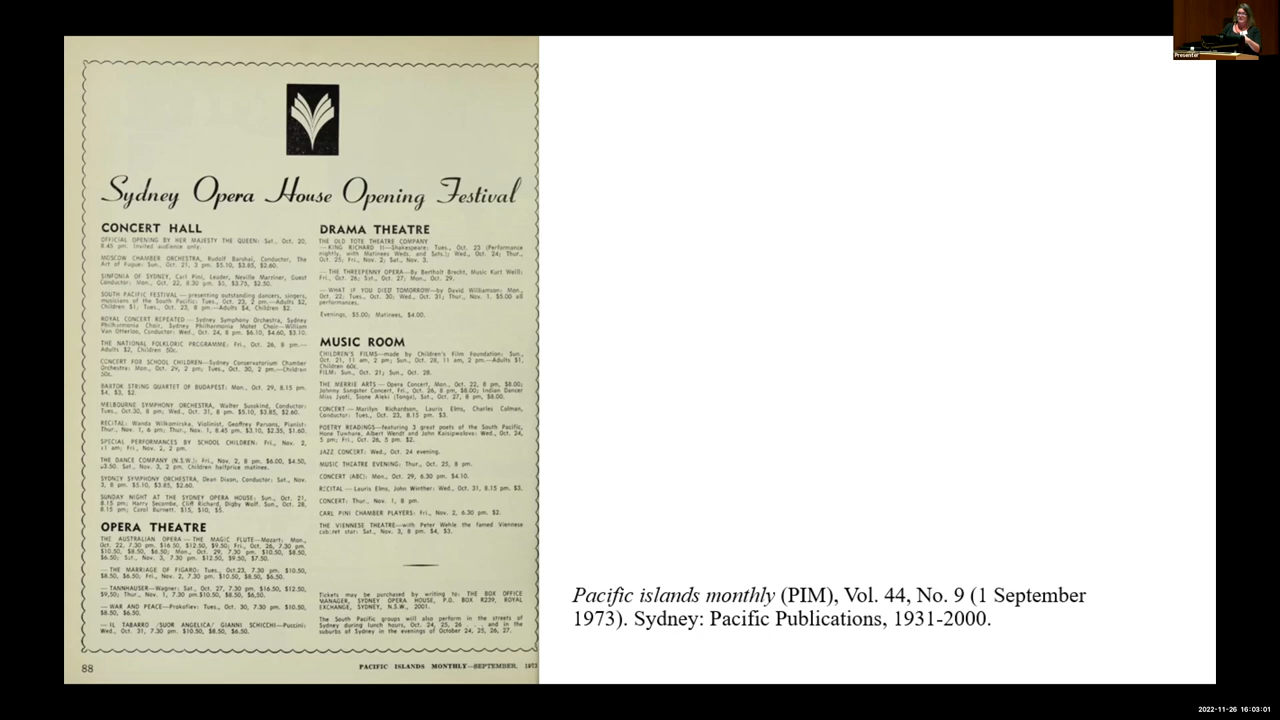 Presenter
Sydney Opera House Opening Festival
CONCERT HALL
OFFICIAL OPENING BY HER MAJESTY THE QUEEN: Sat., Oct. 20,
8.45 pm. Invited audience only.
MOSCOW CHAMBER ORCHESTRA, Rudolf Barshai, Conductor, The
Art of Fugue: Sun., Oct. 21, 3 pm. $5.10, $3.85, $2.60.
SINFONIA OF SYDNEY, Carl Pini, Leader, Neville Marriner, Guest
Conductor: Mon., Oct. 22, 8.30 pm. $5, $3.75, $2.50.
SOUTH PACIFIC FESTIVAL — presenting outstanding dancers, singers,
musicians of the South Pacific: Tues., Oct. 23, 2 pm.—Adults $2,
Children $1; Tues., Oct. 23, 8 pm.—Adults $4, Children $2.
ROYAL CONCERT REPEATED — Sydney Symphony Orchestra, Sydney
Philharmonia Choir, Sydney Philharmonia Motet Choir—William
Van Otterloo, Conductor: Wed., Oct. 24, 8 pm. $6.10, $4.60, $3.10.
THE NATIONAL FOLKLORIC PROGRAMME: Fri., Oct. 26, 8 pm.—
Adults $2, Children 50c.
CONCERT FOR SCHOOL CHILDREN—Sydney Conservatorium Chamber
Orchestra: Mon., Oct. 29, 2 pm; Tues., Oct. 30, 2 pm.—Children
50c.
BARTOK STRING QUARTET OF BUDAPEST: Mon., Oct. 29, 8.15 pm.
$4, $3, $2.
MELBOURNE SYMPHONY ORCHESTRA, Walter Susskind, Conductor:
Tues., Oct.30, 8 pm; Wed., Oct. 31, 8 pm. $5.10, $3.85, $2.60.
RECITAL: Wanda Wilkomirska, Violinist, Geoffrey Parsons, Pianist:
Thur., Nov. 1, 6 pm; Thur., Nov. 1, 8.45 pm. $3.10, $2.35, $1.60.
SPECIAL PERFORMANCES BY SCHOOL CHILDREN: Fri., Nov. 2,
11 am; Fri., Nov. 2, 2 pm.
THE DANCE COMPANY (N.S.W.): Fri., Nov. 2, 8 pm. $6.00, $4.50,
$3.50. Sat., Nov. 3, 2 pm. Children halfprice matinee.
SYDNEY SYMPHONY ORCHESTRA, Dean Dixon, Conductor: Sat., Nov.
3, 8 pm. $5.10, $3.85, $2.60.
SUNDAY NIGHT AT THE SYDNEY OPERA HOUSE: Sun., Oct. 21,
8.15 pm; Harry Secombe, Cliff Richard, Digby Wolf. Sun., Oct. 28,
8.15 pm; Carol Burnett. $15, $10, $5.
OPERA THEATRE
THE AUSTRALIAN OPERA — THE MAGIC FLUTE—Mozart: Mon.,
Oct. 22, 7.30 pm. $16.50, $12.50, $9.50; Fri., Oct. 26, 7.30 pm.
$10.50, $8.50, $6.50; Mon., Oct. 29, 7.30 pm. $10.50, $8.50,
$6.50; Sat., Nov. 3, 7.30 pm. $12.50, $9.50, $7.50.
— THE MARRIAGE OF FIGARO: Tues., Oct.23, 7.30 pm. $10.50,
$8.50, $6.50; Fri., Nov. 2, 7.30 pm. $10.50, $8.50, $6.50.
— TANNHAUSER—Wagner: Sat., Oct. 27, 7.30 pm. $16.50, $12.50,
$9.50; Thur., Nov. 1, 7.30 pm.$10.50, $8.50, $6.50.
— WAR AND PEACE—Prokofiev: Tues., Oct. 30, 7.30 pm. $10.50,
$8.50, $6.50.
— IL TABARRO /SUOR ANGELICA/ GIANNI SCHICCHI—Puccini:
Wed., Oct. 31, 7.30 pm. $10.50, $8.50, $6.50.
DRAMA THEATRE
THE OLD TOTE THEATRE COMPANY
—KING RICHARD II—Shakespeare: Tues., Oct. 23 (Performance
nightly, with Matinees Weds. and Sats.); Wed., Oct. 24; Thur.,
Oct. 25; Fri., Nov. 2; Sat., Nov. 3.
— THE THREEPENNY OPERA—By Bertholt Brecht, Music Kurt Weill:
Fri., Oct. 26; Sat., Oct. 27; Mon., Oct. 29.
—WHAT IF YOU DIED TOMORROW—by David Williamson: Mon.,
Oct. 22; Tues., Oct. 30; Wed., Oct. 31; Thur., Nov. 1. $5.00 all
performances.
Evenings, $5.00; Matinees, $4.00.
MUSIC ROOM
CHILDREN'S FILMS—made by Children's Film Foundation: Sun.,
Oct. 21, 11 am, 2 pm; Sun., Oct. 28, 11 am, 2 pm.—Adults $1,
Children 60c.
FILM: Sun., Oct. 21; Sun., Oct. 28.
THE MERRIE ARTS — Opera Concert, Mon., Oct. 22, 8 pm, $8.00;
Johnny Sangster Concert, Fri., Oct. 26, 8 pm, $8.00; Indian Dancer
Miss Jyoti, Sione Aleki (Tonga), Sat., Oct. 27, 8 pm, $8.00.
CONCERT — Marilyn Richardson, Lauris Elms, Charles Colman,
Conductor: Tues., Oct. 23, 8.15 pm. $3.
POETRY READINGS—featuring 3 great poets of the South Pacific,
Hone Tuwhare, Albert Wendt and John Kaisipwalova: Wed., Oct. 24,
5 pm; Fri., Oct. 26, 5 pm. $2.
JAZZ CONCERT: Wed., Oct. 24 evening.
MUSIC THEATRE EVENING: Thur., Oct. 25, 8 pm.
CONCERT (ABC): Mon., Oct. 29, 6.30 pm. $4.10.
RECITAL — Lauris Elms, John Winther: Wed., Oct. 31, 8.15 pm. $3.
CONCERT: Thur., Nov. 1, 8 pm.
CARL PINI CHAMBER PLAYERS: Fri., Nov. 2, 6.30 pm. $2.
THE VIENNESE THEATRE—with Peter Wehle the famed Viennese
cabaret star: Sat., Nov. 3, 8 pm. $4, $3.
Tickets may be purchased by writing to: THE BOX OFFICE
MANAGER, SYDNEY OPERA HOUSE, P.O. BOX R239, ROYAL
EXCHANGE, SYDNEY, N.S.W., 2001.
The South Pacific groups will also perform in the streets of
Sydney during lunch hours, Oct. 24, 25, 26 . . . and in the
suburbs of Sydney in the evenings of October 24, 25, 26, 27.
88
PACIFIC ISLANDS MONTHLY—SEPTEMBER, 1973
Pacific islands monthly (PIM), Vol. 44, No. 9 (1 September
1973). Sydney: Pacific Publications, 1931-2000.
2022-11-26 16:03:01